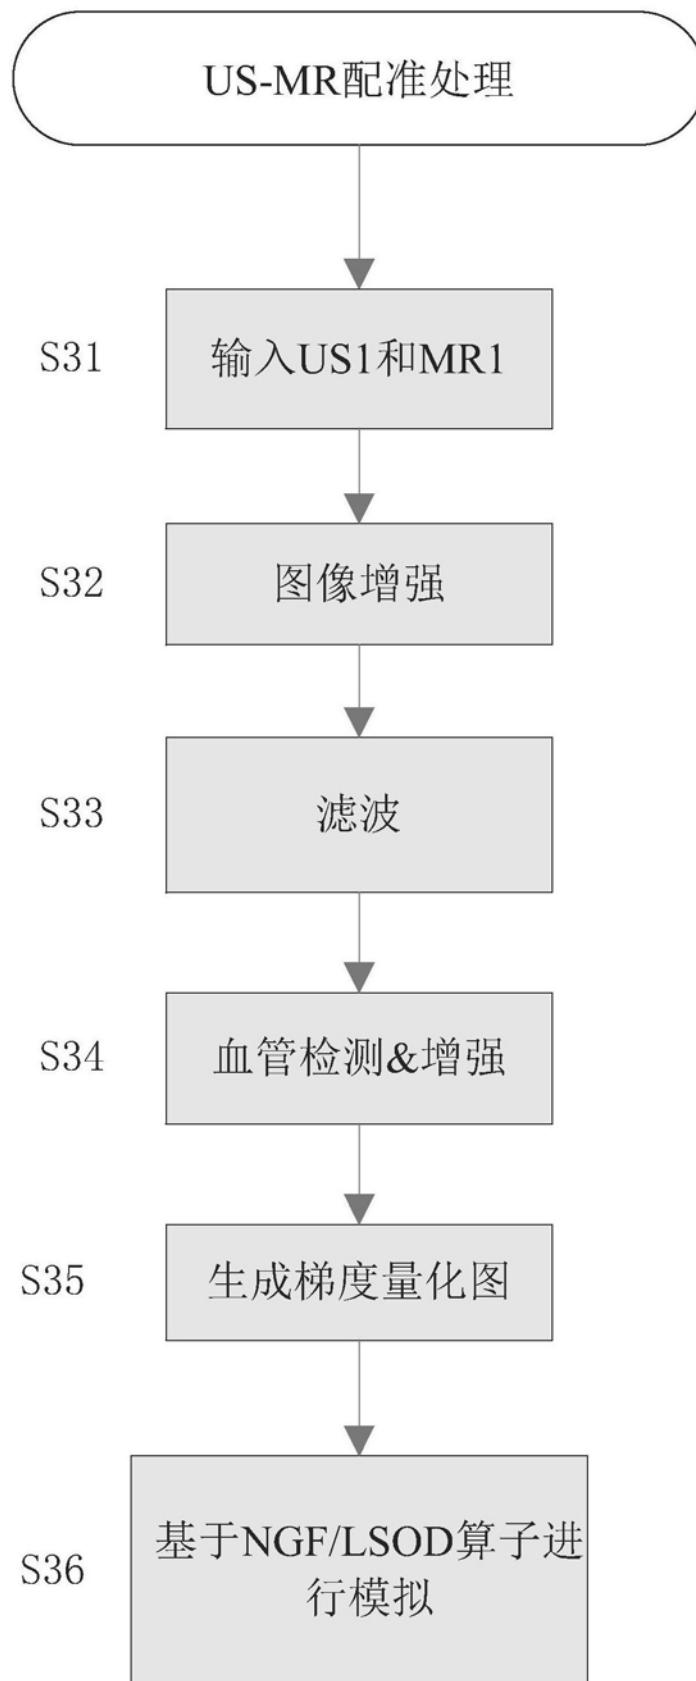 US-MR配准处理
S31
输入US1和MR1
S32
图像增强
S33
滤波
S34
血管检测&增强
S35
生成梯度量化图
S36
基于NGF/LSOD算子进
行模拟